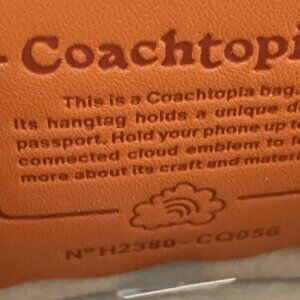 Coachtopi
This is a Coachtopia bag.
Its hangtag holds a unique d
passport. Hold your phone up t
connected cloud emblem to l
more about its craft and mater
Nº H2380-CQ056